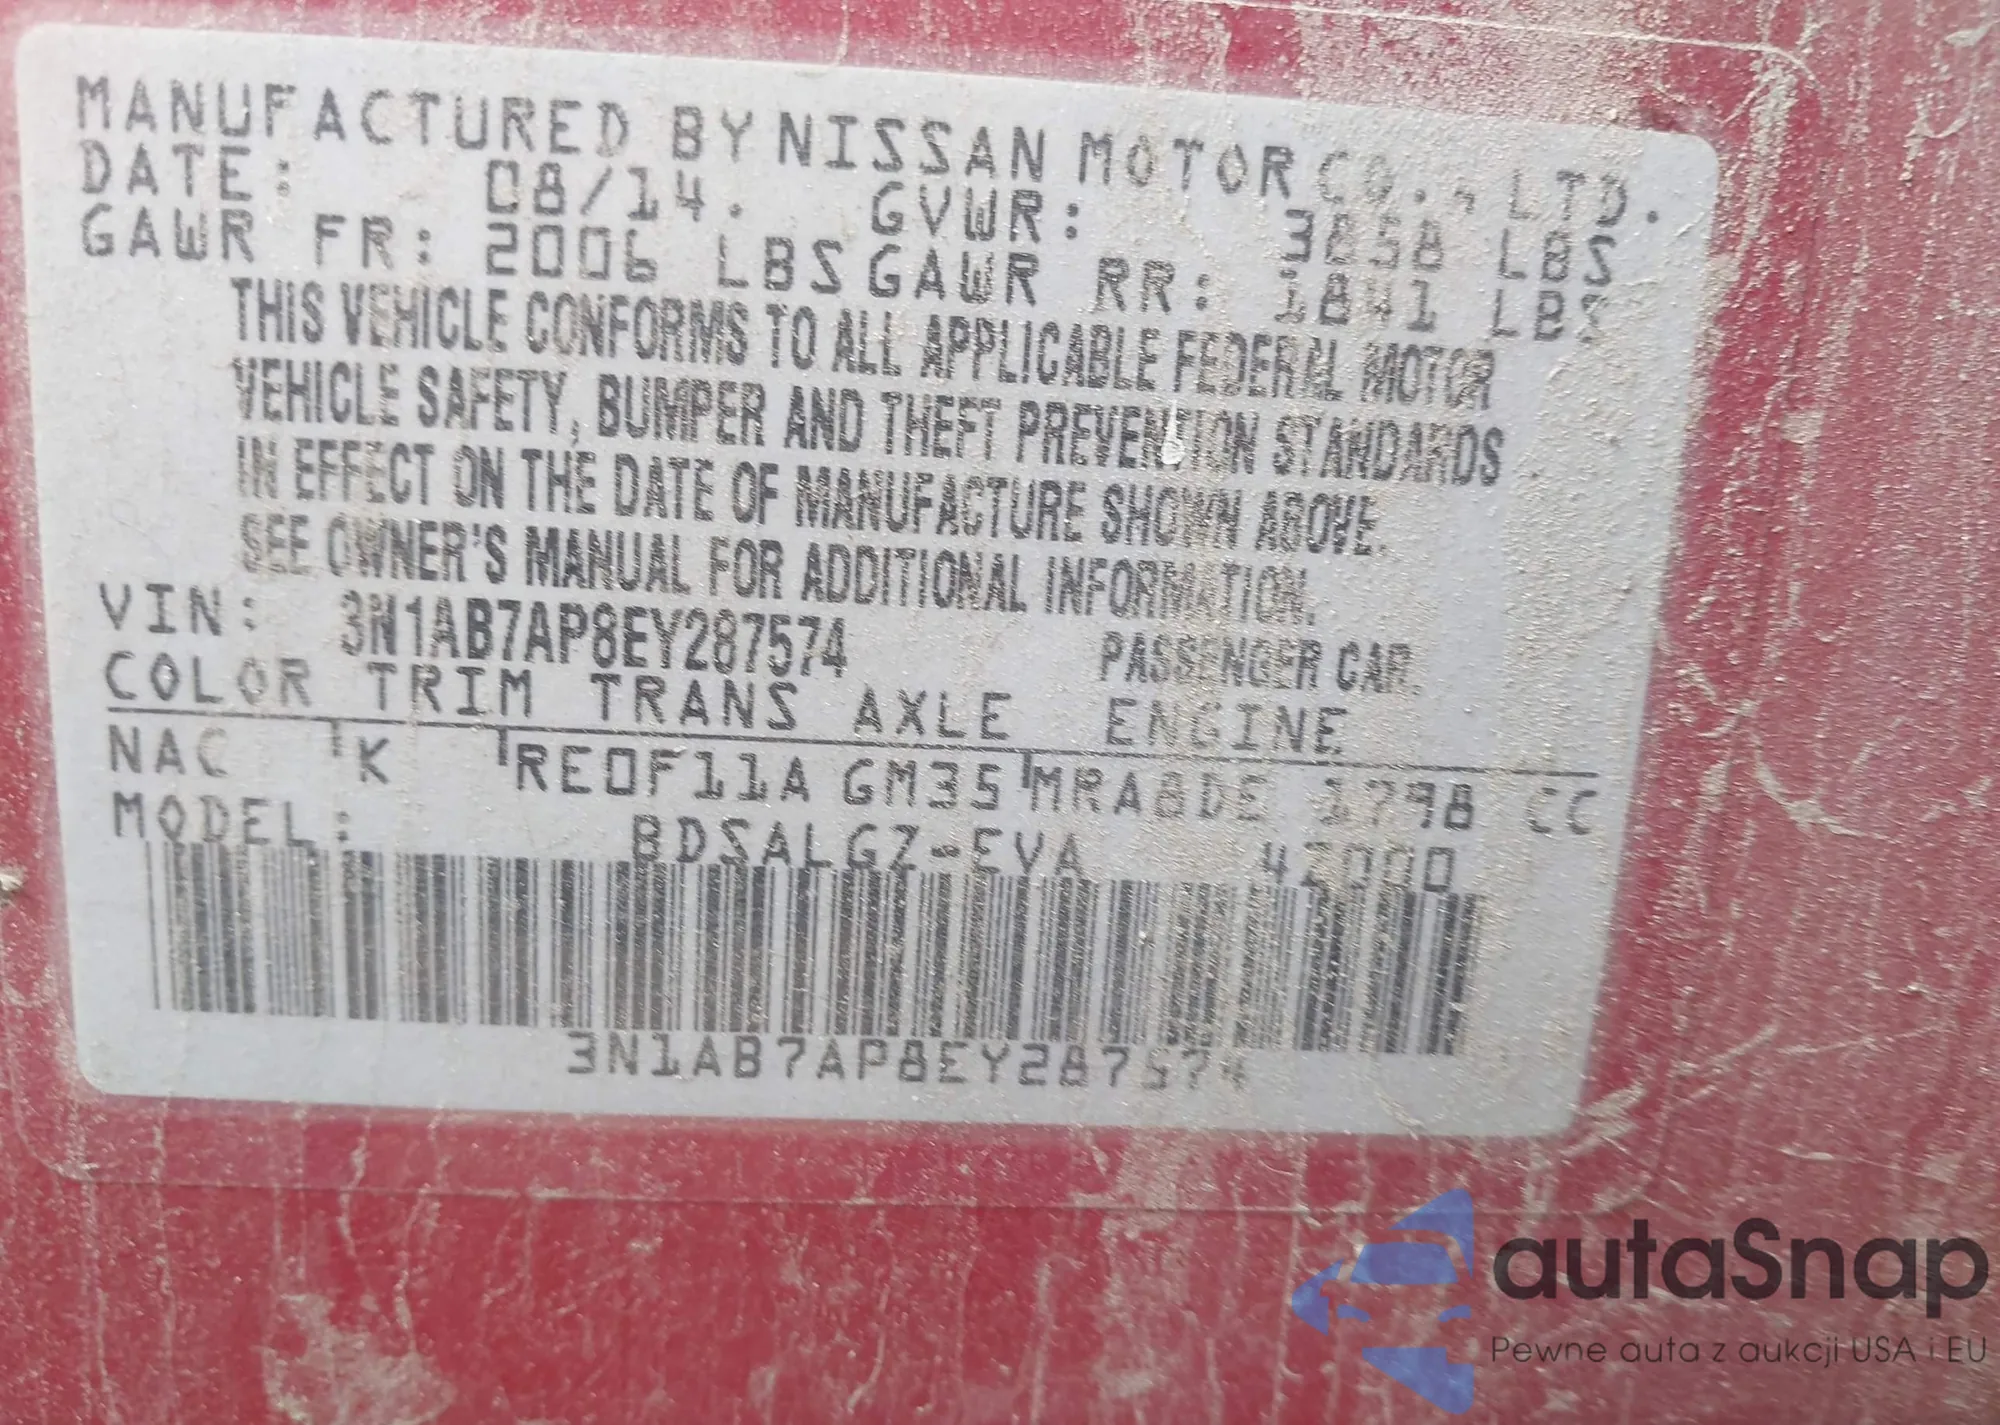 MANUFACTURED BY NISSAN MOTOR CO., LTD.
DATE: 08/14. GVWR: 3858 LBS
GAWR FR: 2006 LBS GAWR RR: 1841 LBS
THIS VEHICLE CONFORMS TO ALL APPLICABLE FEDERAL MOTOR
VEHICLE SAFETY, BUMPER AND THEFT PREVENTION STANDARDS
IN EFFECT ON THE DATE OF MANUFACTURE SHOWN ABOVE.
SEE OWNER'S MANUAL FOR ADDITIONAL INFORMATION.
VIN: 3N1AB7AP8EY287574 PASSENGER CAR.
COLOR TRIM TRANS AXLE ENGINE
NAC K RE0F11A GM35 MRA8DE 1798 CC
MODEL: BDSALGZ-EVA
3N1AB7AP8EY287574
autaSnap
Pewne auta z aukcji USA i EU